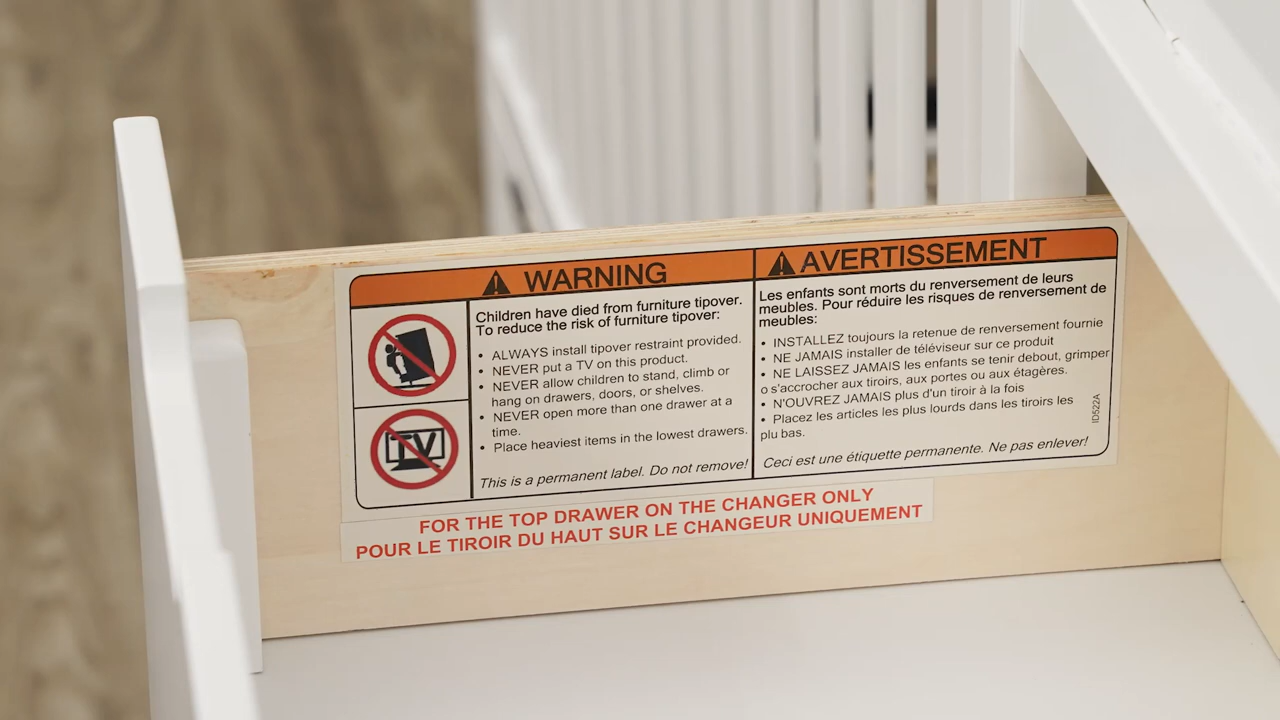 WARNING
Children have died from furniture tipover.
To reduce the risk of furniture tipover:
• ALWAYS install tipover restraint provided.
• NEVER put a TV on this product.
• NEVER allow children to stand, climb or
hang on drawers, doors, or shelves.
• NEVER open more than one drawer at a
time.
• Place heaviest items in the lowest drawers.
This is a permanent label. Do not remove!
TV
AVERTISSEMENT
Les enfants sont morts du renversement de leurs
meubles. Pour réduire les risques de renversement de
meubles:
• INSTALLEZ toujours la retenue de renversement fournie
• NE JAMAIS installer de téléviseur sur ce produit
• NE LAISSEZ JAMAIS les enfants se tenir debout, grimper
o s'accrocher aux tiroirs, aux portes ou aux étagères.
• N'OUVREZ JAMAIS plus d'un tiroir à la fois
• Placez les articles les plus lourds dans les tiroirs les
plu bas.
Ceci est une étiquette permanente. Ne pas enlever!
ID522A
FOR THE TOP DRAWER ON THE CHANGER ONLY
POUR LE TIROIR DU HAUT SUR LE CHANGEUR UNIQUEMENT